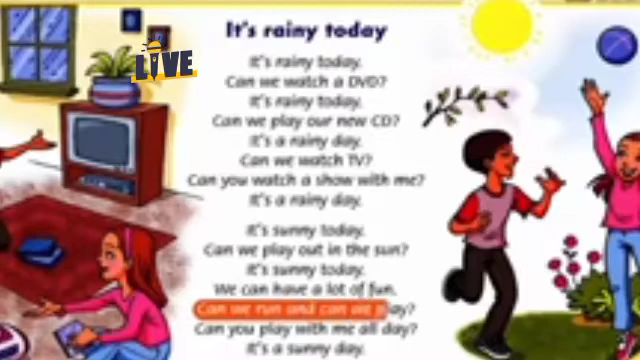 It's rainy today
LIVE
It's rainy today.
Can we watch a DVD?
It's rainy today.
Can we play our new CD?
It's a rainy day.
Can we watch TV?
Can you watch a show with me?
It's a rainy day.
It's sunny today.
Can we play out in the sun?
It's sunny today.
We can have a lot of fun.
Can we run and can we play?
Can you play with me all day?
It's a sunny day.